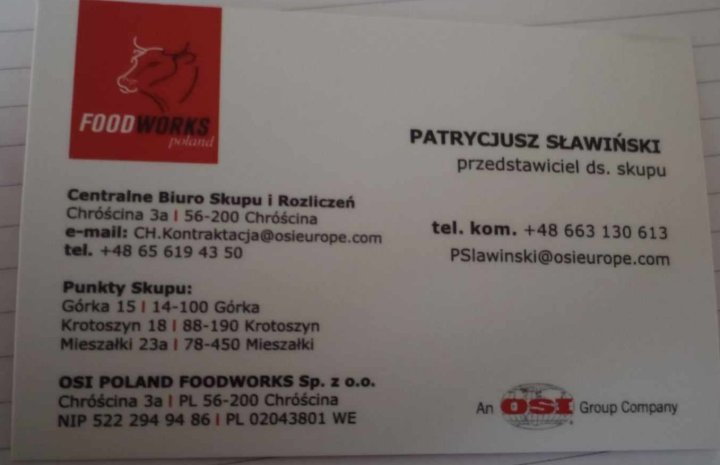 FOODWORKS
poland
PATRYCJUSZ SŁAWIŃSKI
przedstawiciel ds. skupu
tel. kom. +48 663 130 613
PSlawinski@osieurope.com
Centralne Biuro Skupu i Rozliczeń
Chróścina 3a I 56-200 Chróścina
e-mail: CH.Kontraktacja@osieurope.com
tel. +48 65 619 43 50
Punkty Skupu:
Górka 15 I 14-100 Górka
Krotoszyn 18 I 88-190 Krotoszyn
Mieszałki 23a I 78-450 Mieszałki
OSI POLAND FOODWORKS Sp. z o.o.
Chróścina 3a I PL 56-200 Chróścina
NIP 522 294 94 86 I PL 02043801 WE
An OSI Group Company